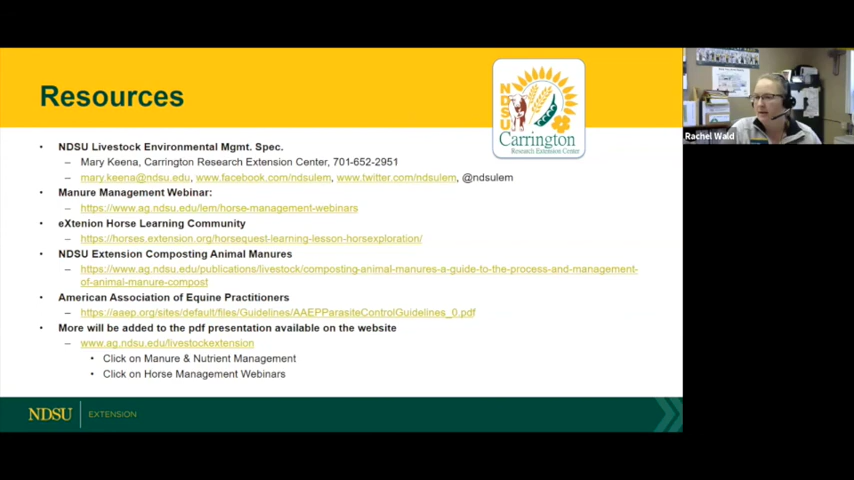 Resources
NDSU
Carrington
Research Extension Center
Rachel Wald
• NDSU Livestock Environmental Mgmt. Spec.
– Mary Keena, Carrington Research Extension Center, 701-652-2951
– mary.keena@ndsu.edu, www.facebook.com/ndsulem, www.twitter.com/ndsulem, @ndsulem
• Manure Management Webinar:
– https://www.ag.ndsu.edu/lem/horse-management-webinars
• eXtenion Horse Learning Community
– https://horses.extension.org/horsequest-learning-lesson-horsexploration/
• NDSU Extension Composting Animal Manures
– https://www.ag.ndsu.edu/publications/livestock/composting-animal-manures-a-guide-to-the-process-and-management-
of-animal-manure-compost
• American Association of Equine Practitioners
– https://aaep.org/sites/default/files/Guidelines/AAEPParasiteControlGuidelines_0.pdf
• More will be added to the pdf presentation available on the website
– www.ag.ndsu.edu/livestockextension
• Click on Manure & Nutrient Management
• Click on Horse Management Webinars
NDSU EXTENSION